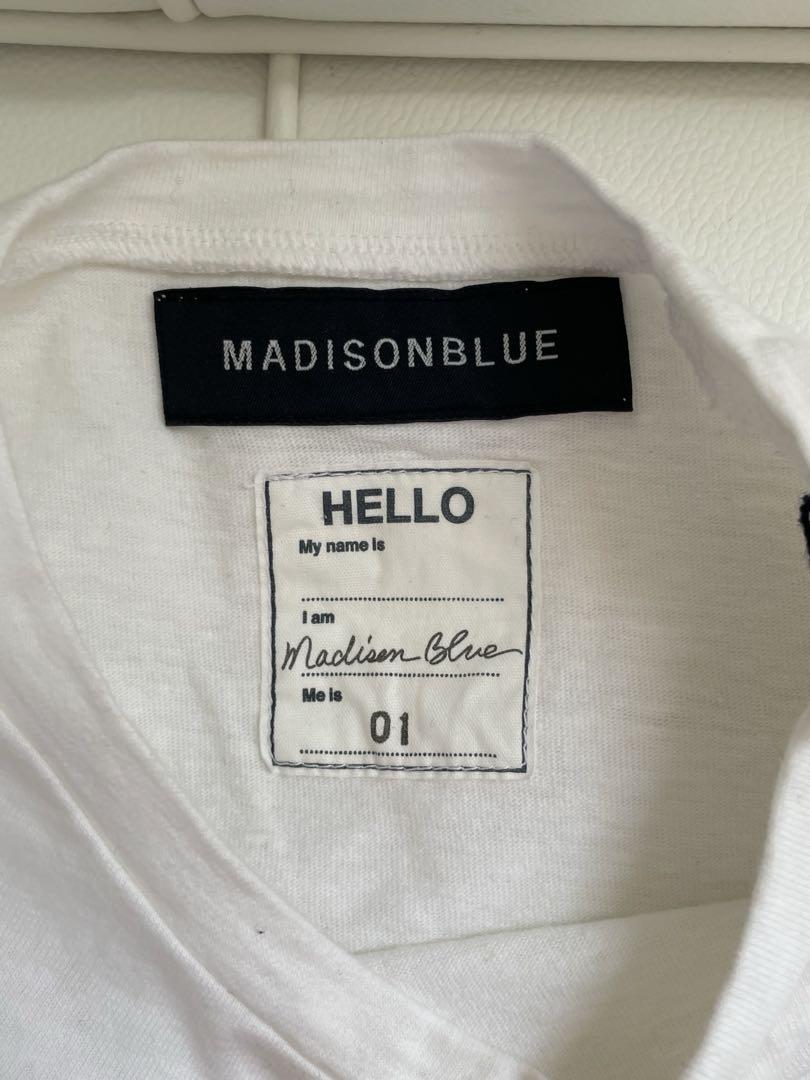 MADISONBLUE
HELLO
My name is
I am
Madison Blue
Me is
01